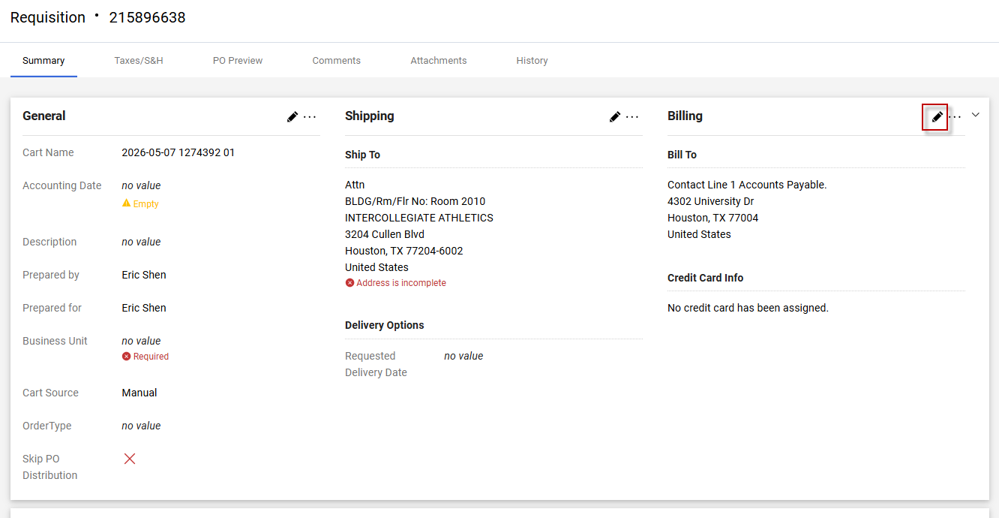 Requisition • 215896638
Summary Taxes/S&H PO Preview Comments Attachments History
General
Cart Name 2026-05-07 1274392 01
Accounting Date no value
Empty
Description no value
Prepared by Eric Shen
Prepared for Eric Shen
Business Unit no value
Required
Cart Source Manual
OrderType no value
Skip PO
Distribution
Shipping
Ship To
Attn
BLDG/Rm/Flr No: Room 2010
INTERCOLLEGIATE ATHLETICS
3204 Cullen Blvd
Houston, TX 77204-6002
United States
Address is incomplete
Delivery Options
Requested no value
Delivery Date
Billing
Bill To
Contact Line 1 Accounts Payable.
4302 University Dr
Houston, TX 77004
United States
Credit Card Info
No credit card has been assigned.